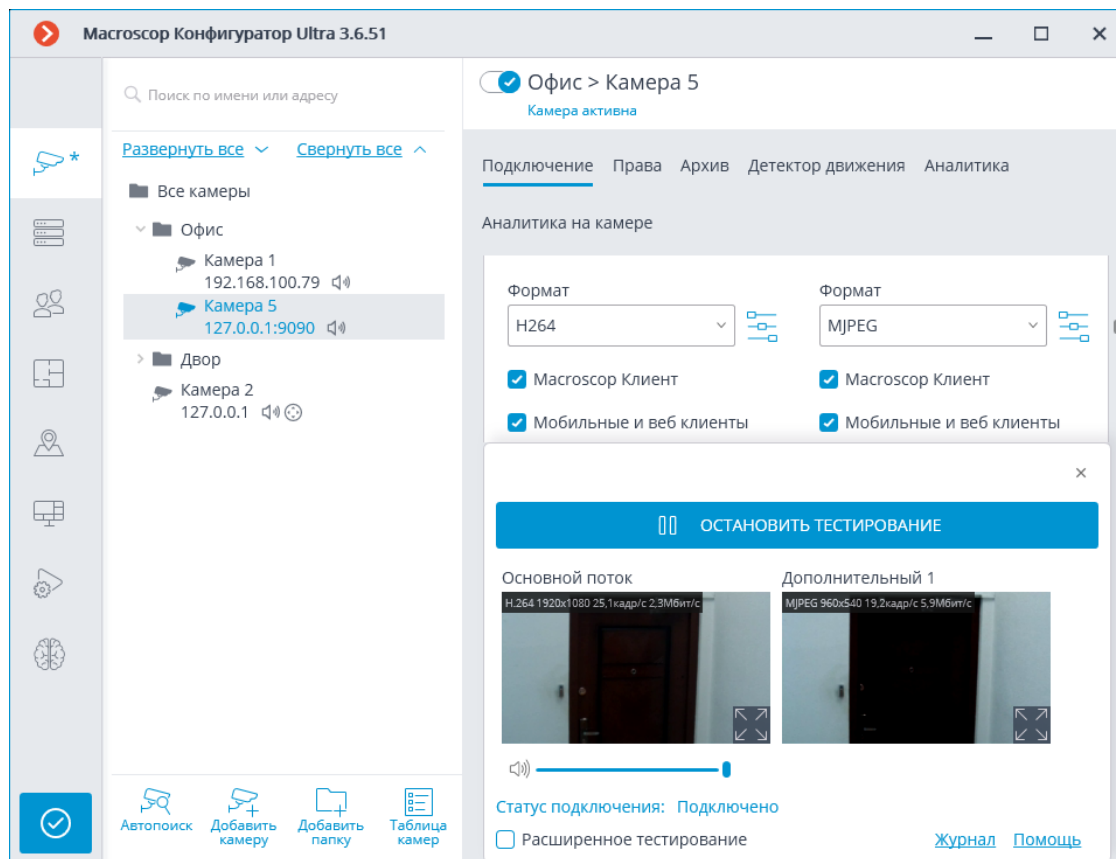 Macroscop Конфигуратор Ultra 3.6.51
Поиск по имени или адресу
Развернуть все
Свернуть все
Все камеры
Офис
Камера 1
192.168.100.79
Камера 5
127.0.0.1:9090
Двор
Камера 2
127.0.0.1
Автопоиск
Добавить камеру
Добавить папку
Таблица камер
Офис > Камера 5
Камера активна
Подключение Права Архив Детектор движения Аналитика
Аналитика на камере
Формат Формат
H264 MJPEG
Macroscop Клиент Macroscop Клиент
Мобильные и веб клиенты Мобильные и веб клиенты
×
ОСТАНОВИТЬ ТЕСТИРОВАНИЕ
Основной поток Дополнительный 1
H.264 1920x1080 25,1кадр/с 2,3Мбит/с MJPEG 960x540 19,2кадр/с 5,9Мбит/с
Статус подключения: Подключено
Расширенное тестирование Журнал Помощь